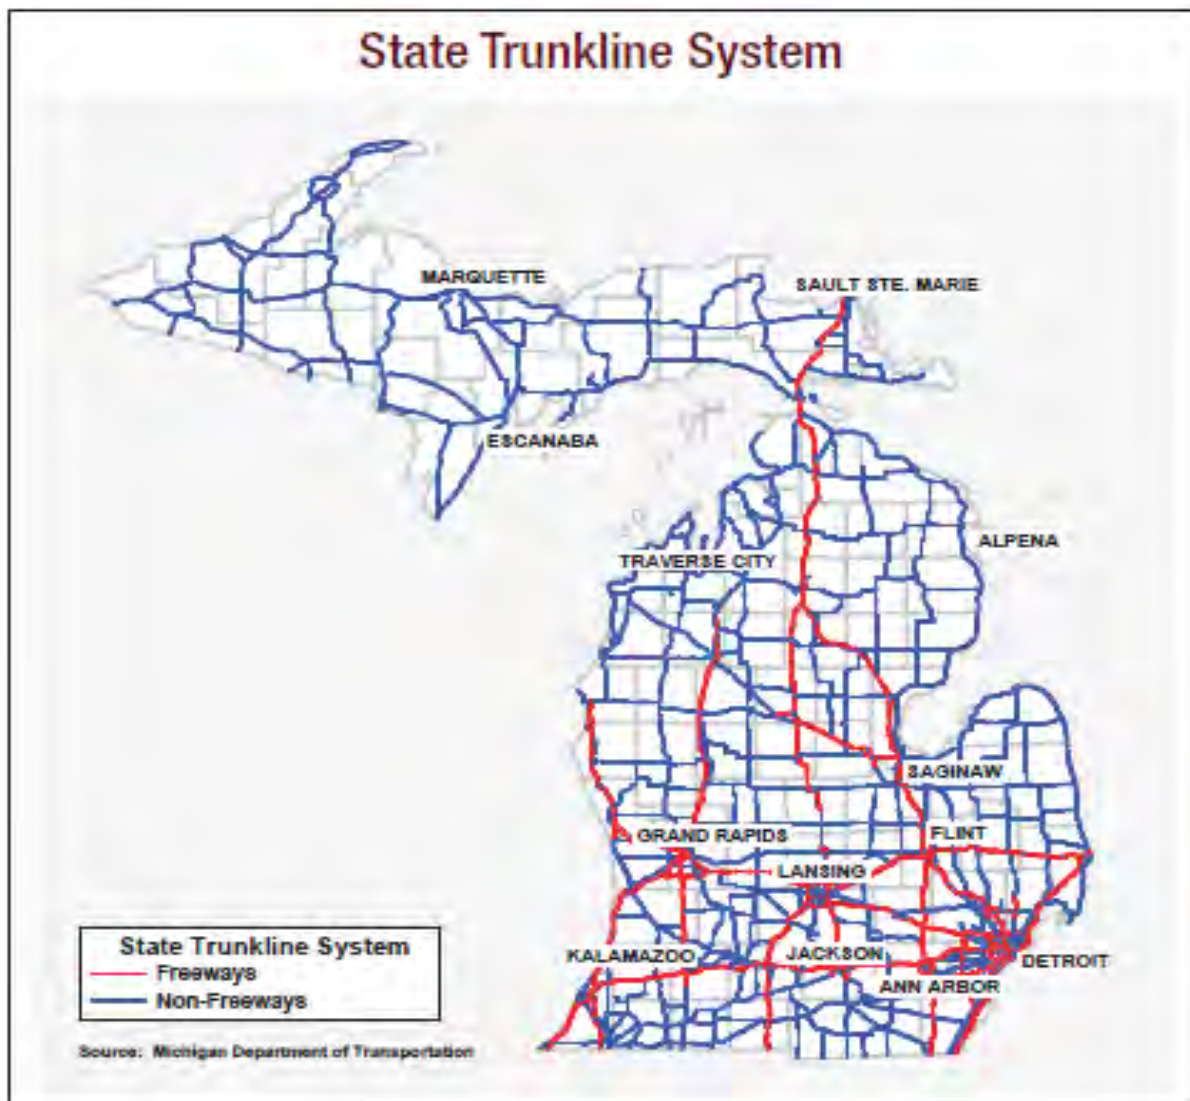 State Trunkline System
MARQUETTE
SAULT STE. MARIE
ESCANABA
ALPENA
TRAVERSE CITY
SAGINAW
GRAND RAPIDS
FLINT
LANSING
KALAMAZOO
JACKSON
DETROIT
ANN ARBOR
State Trunkline System
Freeways
Non-Freeways
Source: Michigan Department of Transportation